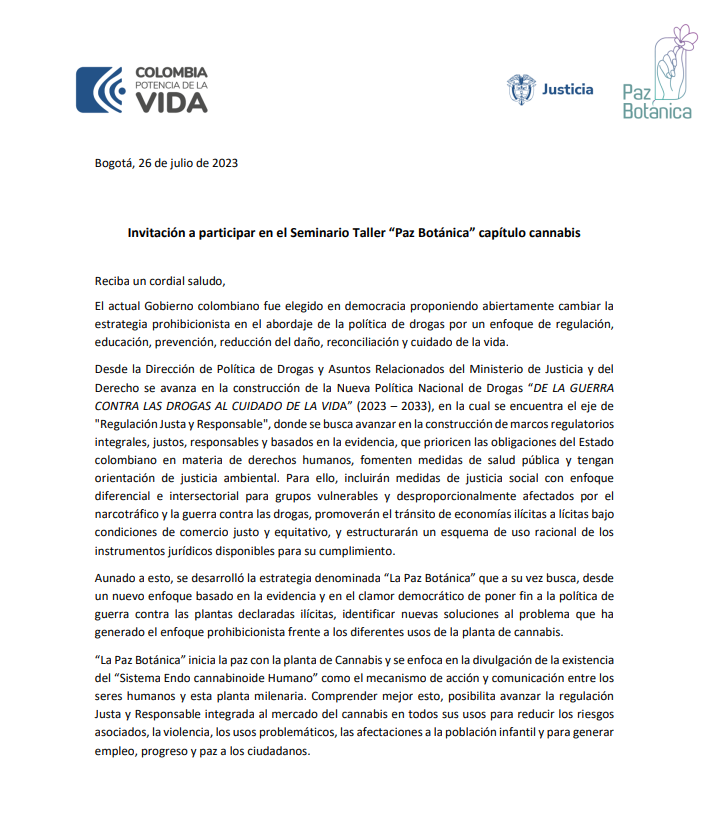 COLOMBIA
POTENCIA DE LA
VIDA
Justicia
Paz
Botánica
Bogotá, 26 de julio de 2023
Invitación a participar en el Seminario Taller “Paz Botánica” capítulo cannabis
Reciba un cordial saludo,
El actual Gobierno colombiano fue elegido en democracia proponiendo abiertamente cambiar la
estrategia prohibicionista en el abordaje de la política de drogas por un enfoque de regulación,
educación, prevención, reducción del daño, reconciliación y cuidado de la vida.
Desde la Dirección de Política de Drogas y Asuntos Relacionados del Ministerio de Justicia y del
Derecho se avanza en la construcción de la Nueva Política Nacional de Drogas “DE LA GUERRA
CONTRA LAS DROGAS AL CUIDADO DE LA VIDA” (2023 – 2033), en la cual se encuentra el eje de
"Regulación Justa y Responsable", donde se busca avanzar en la construcción de marcos regulatorios
integrales, justos, responsables y basados en la evidencia, que prioricen las obligaciones del Estado
colombiano en materia de derechos humanos, fomenten medidas de salud pública y tengan
orientación de justicia ambiental. Para ello, incluirán medidas de justicia social con enfoque
diferencial e intersectorial para grupos vulnerables y desproporcionalmente afectados por el
narcotráfico y la guerra contra las drogas, promoverán el tránsito de economías ilícitas a lícitas bajo
condiciones de comercio justo y equitativo, y estructurarán un esquema de uso racional de los
instrumentos jurídicos disponibles para su cumplimiento.
Aunado a esto, se desarrolló la estrategia denominada “La Paz Botánica” que a su vez busca, desde
un nuevo enfoque basado en la evidencia y en el clamor democrático de poner fin a la política de
guerra contra las plantas declaradas ilícitas, identificar nuevas soluciones al problema que ha
generado el enfoque prohibicionista frente a los diferentes usos de la planta de cannabis.
“La Paz Botánica” inicia la paz con la planta de Cannabis y se enfoca en la divulgación de la existencia
del “Sistema Endo cannabinoide Humano” como el mecanismo de acción y comunicación entre los
seres humanos y esta planta milenaria. Comprender mejor esto, posibilita avanzar la regulación
Justa y Responsable integrada al mercado del cannabis en todos sus usos para reducir los riesgos
asociados, la violencia, los usos problemáticos, las afectaciones a la población infantil y para generar
empleo, progreso y paz a los ciudadanos.